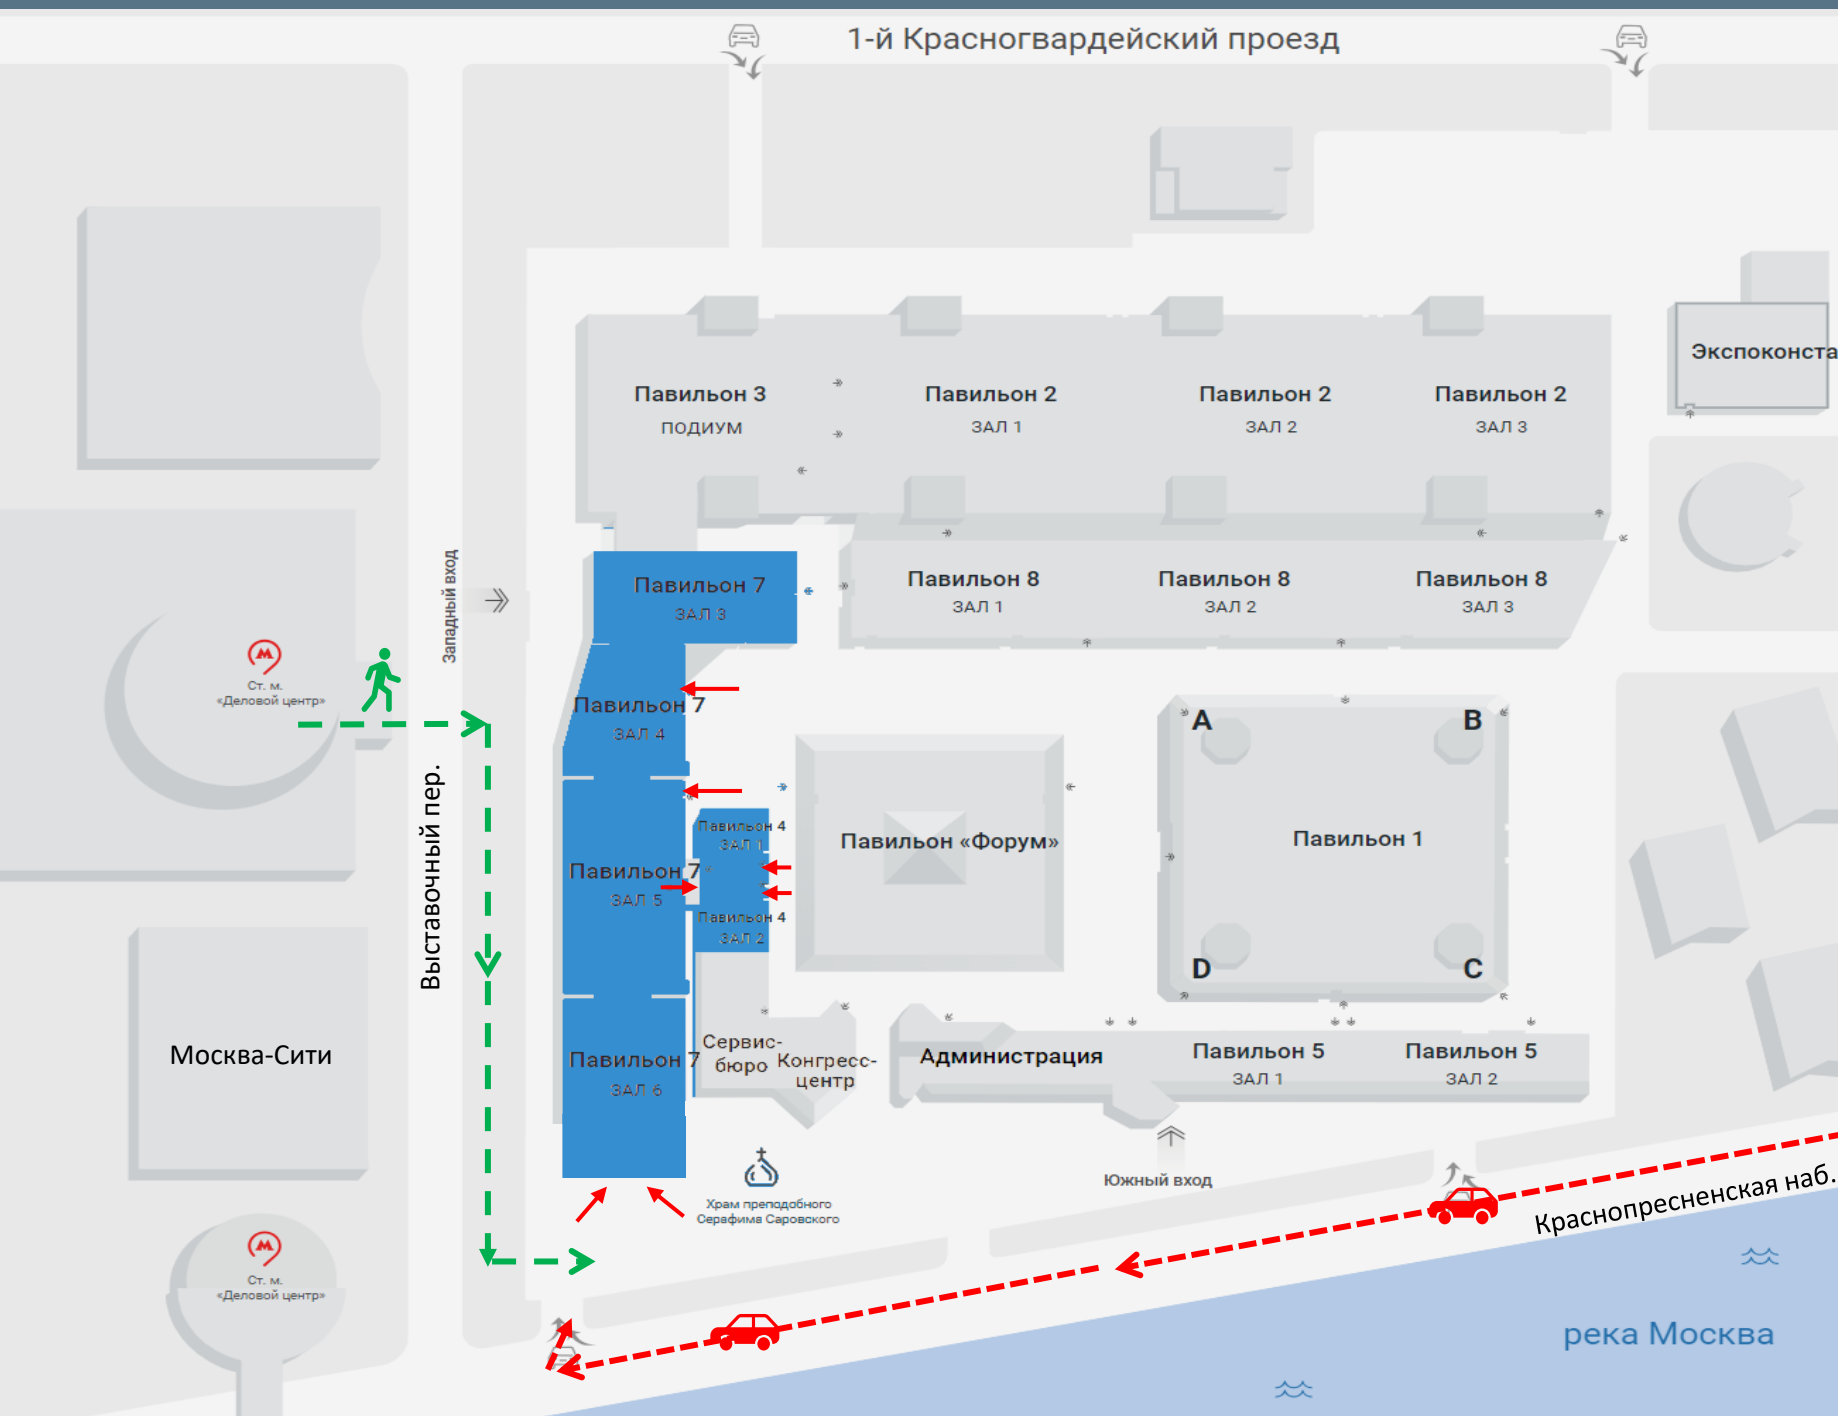 1-й Красногвардейский проезд
Экспоконста
Павильон 3
ПОДИУМ
Павильон 2
ЗАЛ 1
Павильон 2
ЗАЛ 2
Павильон 2
ЗАЛ 3
Западный вход
Павильон 7
ЗАЛ 3
Павильон 8
ЗАЛ 1
Павильон 8
ЗАЛ 2
Павильон 8
ЗАЛ 3
Ст. м.
«Деловой центр»
Павильон 7
ЗАЛ 4
A
B
Выставочный пер.
Павильон 4
ЗАЛ 1
Павильон «Форум»
Павильон 1
Павильон 7
ЗАЛ 5
Павильон 4
ЗАЛ 2
D
C
Москва-Сити
Павильон 7
ЗАЛ 6
Сервис-
бюро
Конгресс-
центр
Администрация
Павильон 5
ЗАЛ 1
Павильон 5
ЗАЛ 2
Южный вход
Храм преподобного
Серафима Саровского
Краснопресненская наб.
Ст. м.
«Деловой центр»
река Москва